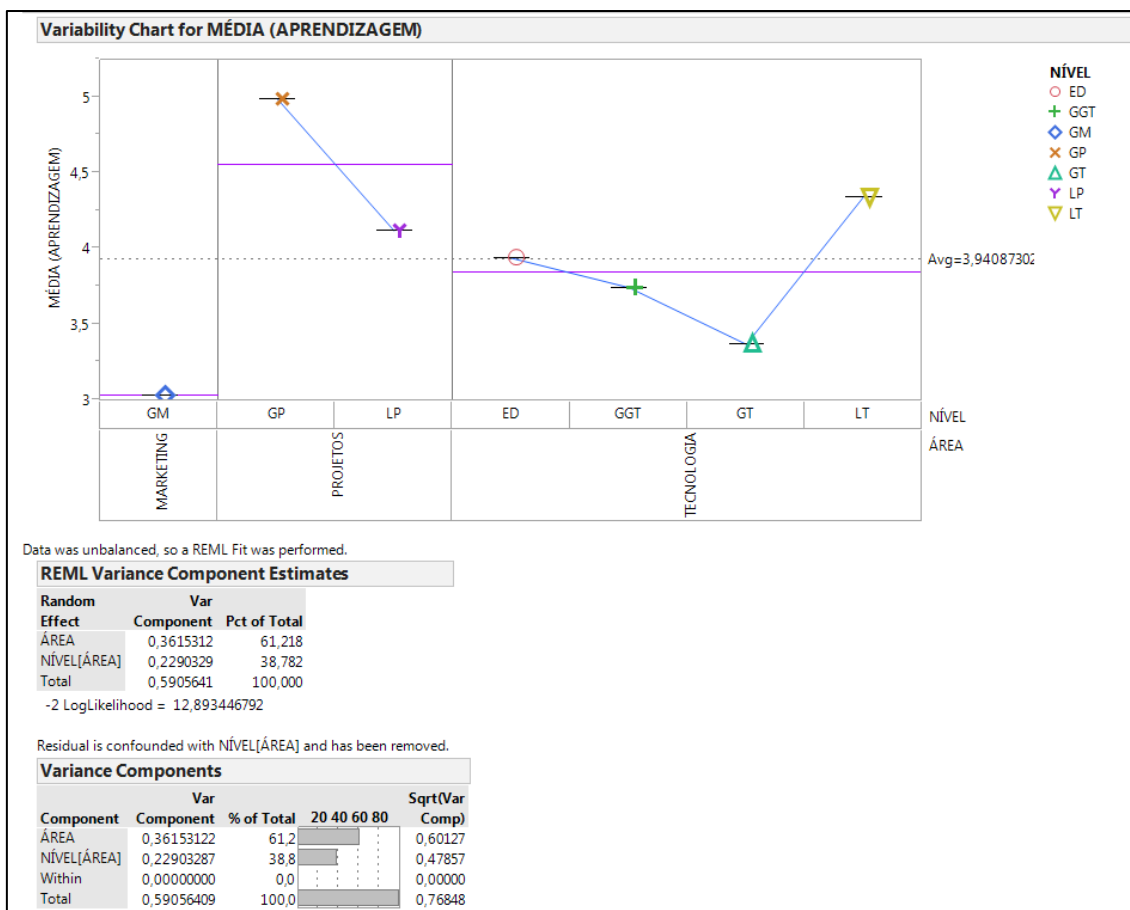 Variability Chart for MÉDIA (APRENDIZAGEM)
MÉDIA (APRENDIZAGEM)
5
4,5
4
3,5
3
Avg=3,94087302
NÍVEL
ED
GGT
GM
GP
GT
LP
LT
GM GP LP ED GGT GT LT NÍVEL
MARKETING PROJETOS TECNOLOGIA ÁREA
Data was unbalanced, so a REML Fit was performed.
REML Variance Component Estimates
Random Var
Effect Component Pct of Total
ÁREA 0,3615312 61,218
NÍVEL[ÁREA] 0,2290329 38,782
Total 0,5905641 100,000
-2 LogLikelihood = 12,893446792
Residual is confounded with NÍVEL[ÁREA] and has been removed.
Variance Components
Var Sqrt(Var
Component Component % of Total 20 40 60 80 Comp)
ÁREA 0,36153122 61,2 0,60127
NÍVEL[ÁREA] 0,22903287 38,8 0,47857
Within 0,00000000 0,0 0,00000
Total 0,59056409 100,0 0,76848